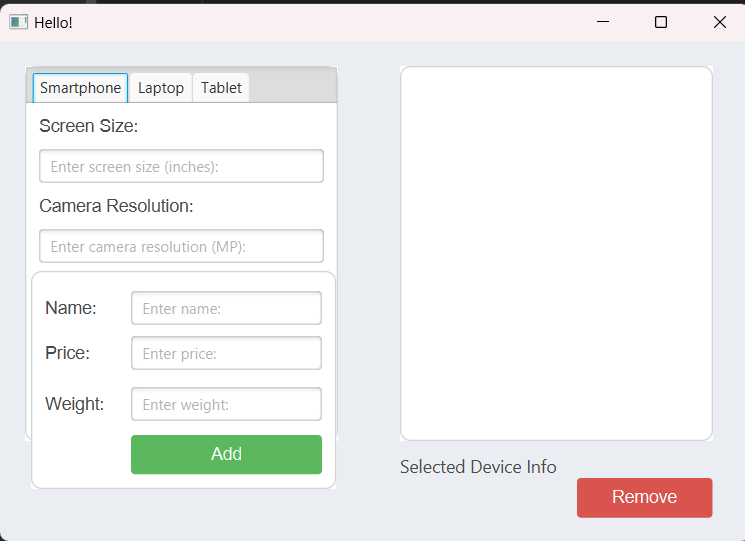 Hello!
Smartphone Laptop Tablet
Screen Size:
Enter screen size (inches):
Camera Resolution:
Enter camera resolution (MP):
Name: Enter name:
Price: Enter price:
Weight: Enter weight:
Add
Selected Device Info
Remove